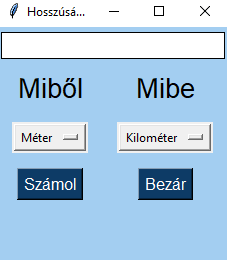 Hosszúsá...
Miből Mibe
Méter Kilométer
Számol Bezár